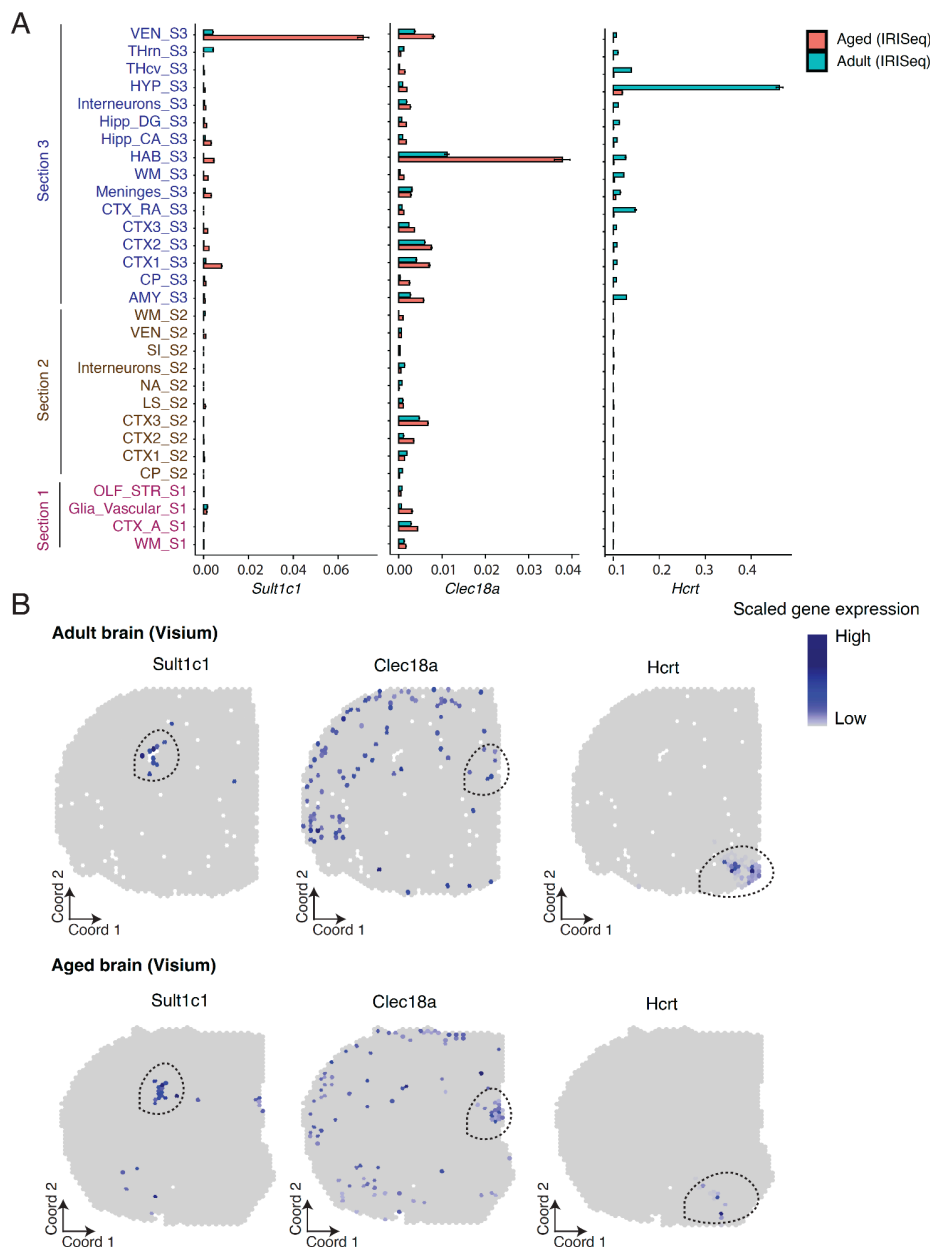 A
Aged (IRISeq)
Adult (IRISeq)
Section 3
VEN_S3
THrn_S3
THcv_S3
HYP_S3
Interneurons_S3
Hipp_DG_S3
Hipp_CA_S3
HAB_S3
WM_S3
Meninges_S3
CTX_RA_S3
CTX3_S3
CTX2_S3
CTX1_S3
CP_S3
AMY_S3
Section 2
WM_S2
VEN_S2
SI_S2
Interneurons_S2
NA_S2
LS_S2
CTX3_S2
CTX2_S2
CTX1_S2
CP_S2
Section 1
OLF_STR_S1
Glia_Vascular_S1
CTX_A_S1
WM_S1
0.00 0.02 0.04 0.06
Sult1c1
0.00 0.01 0.02 0.03 0.04
Clec18a
0.1 0.2 0.3 0.4
Hcrt
B
Scaled gene expression
High
Low
Adult brain (Visium)
Sult1c1
Clec18a
Hcrt
Coord 2
Coord 1
Coord 2
Coord 1
Coord 2
Coord 1
Aged brain (Visium)
Sult1c1
Clec18a
Hcrt
Coord 2
Coord 1
Coord 2
Coord 1
Coord 2
Coord 1